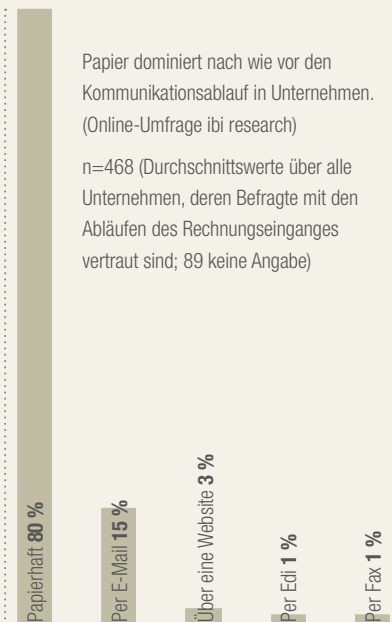 Papier dominiert nach wie vor den
Kommunikationsablauf in Unternehmen.
(Online-Umfrage ibi research)
n=468 (Durchschnittswerte über alle
Unternehmen, deren Befragte mit den
Abläufen des Rechnungseinganges
vertraut sind; 89 keine Angabe)
Papierhaft 80 %
Per E-Mail 15 %
Über eine Website 3 %
Per Edi 1 %
Per Fax 1 %